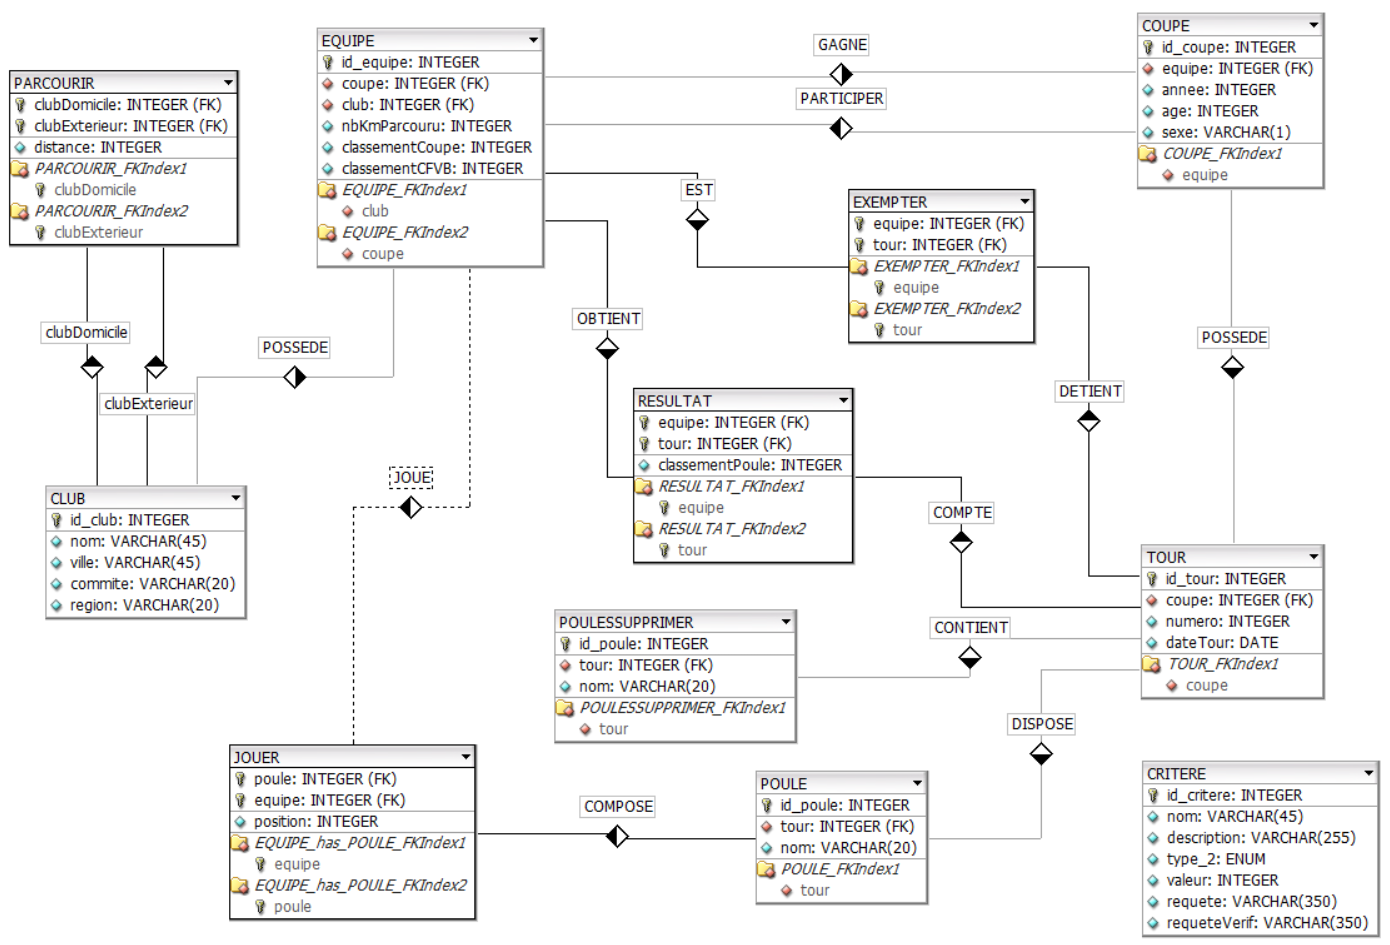 PARCOURIR
clubDomicile: INTEGER (FK)
clubExterieur: INTEGER (FK)
distance: INTEGER
PARCOURIR_FKIndex1
clubDomicile
PARCOURIR_FKIndex2
clubExterieur
EQUIPE
id_equipe: INTEGER
coupe: INTEGER (FK)
club: INTEGER (FK)
nbKmParcouru: INTEGER
classementCoupe: INTEGER
classementCFVB: INTEGER
EQUIPE_FKIndex1
club
EQUIPE_FKIndex2
coupe
GAGNE
PARTICIPER
COUPE
id_coupe: INTEGER
equipe: INTEGER (FK)
annee: INTEGER
age: INTEGER
sexe: VARCHAR(1)
COUPE_FKIndex1
equipe
EST
EXEMPTER
equipe: INTEGER (FK)
tour: INTEGER (FK)
EXEMPTER_FKIndex1
equipe
EXEMPTER_FKIndex2
tour
clubDomicile
clubExterieur
POSSEDE
OBTIENT
POSSEDE
DETIENT
RESULTAT
equipe: INTEGER (FK)
tour: INTEGER (FK)
classementPoule: INTEGER
RESULTAT_FKIndex1
equipe
RESULTAT_FKIndex2
tour
JOUE
COMPTE
CLUB
id_club: INTEGER
nom: VARCHAR(45)
ville: VARCHAR(45)
commite: VARCHAR(20)
region: VARCHAR(20)
TOUR
id_tour: INTEGER
coupe: INTEGER (FK)
numero: INTEGER
dateTour: DATE
TOUR_FKIndex1
coupe
POULESSUPPRIMER
id_poule: INTEGER
tour: INTEGER (FK)
nom: VARCHAR(20)
POULESSUPPRIMER_FKIndex1
tour
CONTIENT
DISPOSE
JOUER
poule: INTEGER (FK)
equipe: INTEGER (FK)
position: INTEGER
EQUIPE_has_POULE_FKIndex1
equipe
EQUIPE_has_POULE_FKIndex2
poule
COMPOSE
POULE
id_poule: INTEGER
tour: INTEGER (FK)
nom: VARCHAR(20)
POULE_FKIndex1
tour
CRITERE
id_critere: INTEGER
nom: VARCHAR(45)
description: VARCHAR(255)
type_2: ENUM
valeur: INTEGER
requete: VARCHAR(350)
requeteVerif: VARCHAR(350)